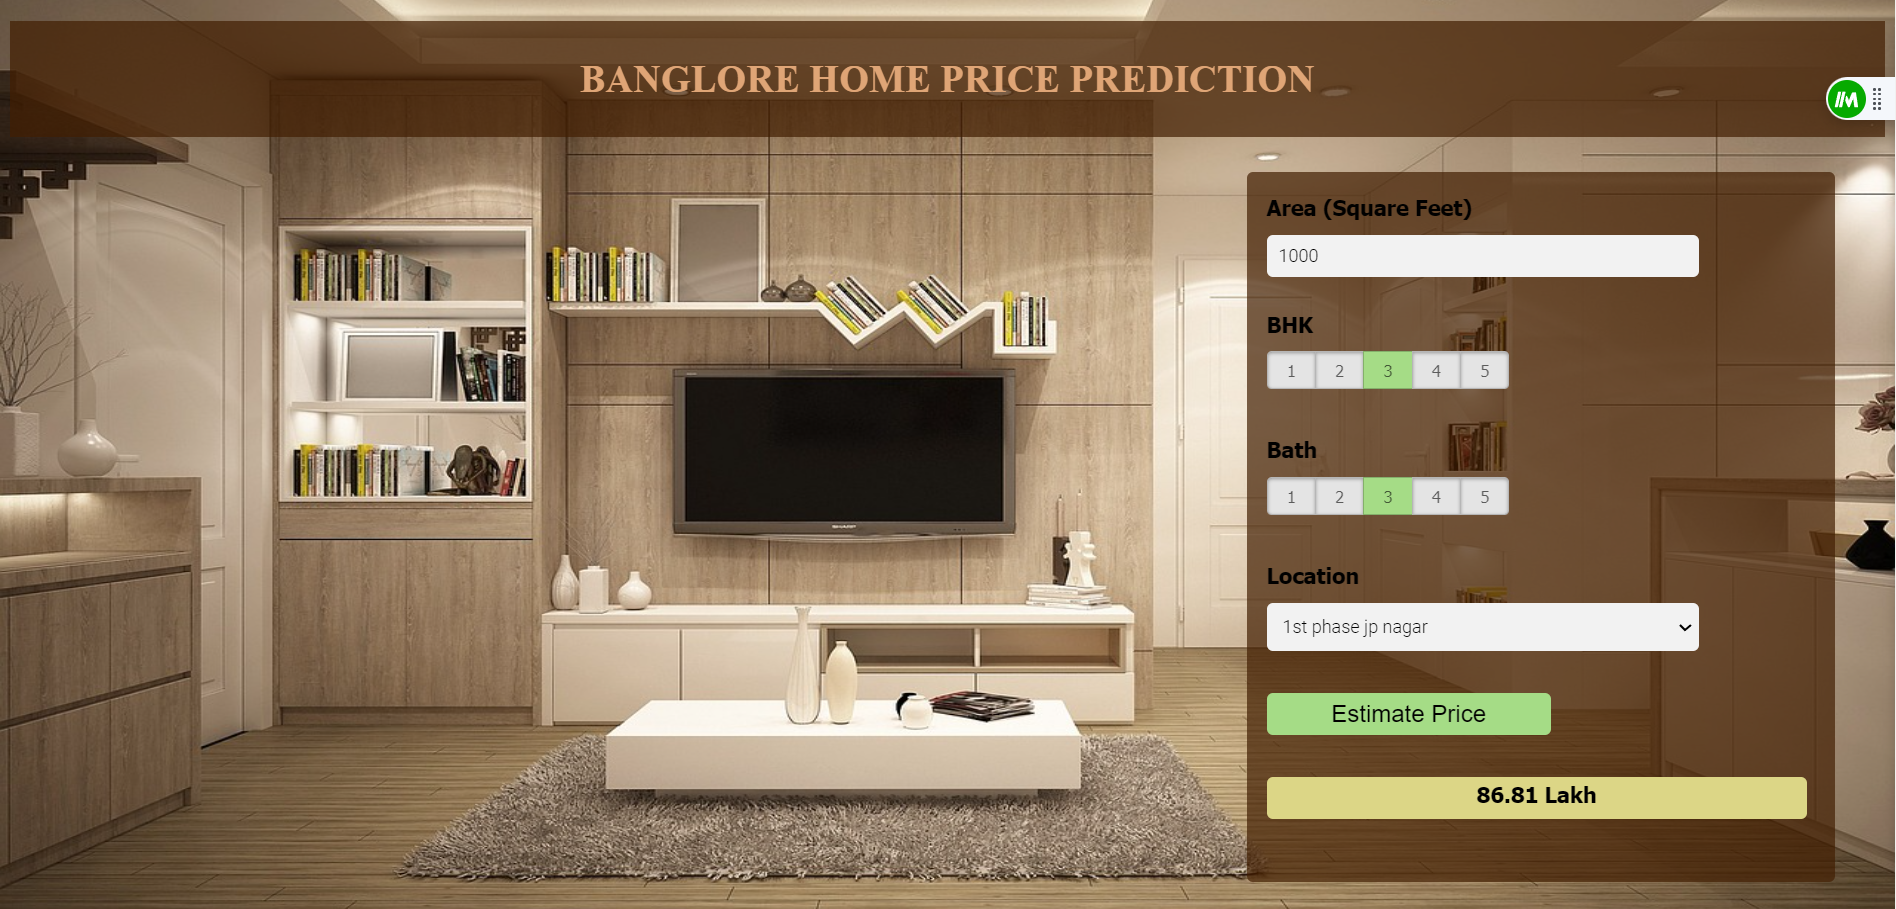 BANGLORE HOME PRICE PREDICTION
Area (Square Feet)
1000
BHK
1 2 3 4 5
Bath
1 2 3 4 5
SHARP
Location
1st phase jp nagar
Estimate Price
86.81 Lakh